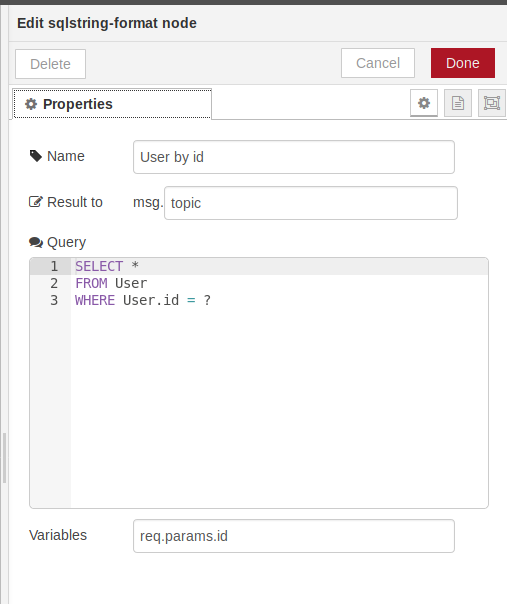 Edit sqlstring-format node
Delete Cancel Done
Properties
Name User by id
Result to msg. topic
Query
1 SELECT *
2 FROM User
3 WHERE User.id = ?
Variables req.params.id